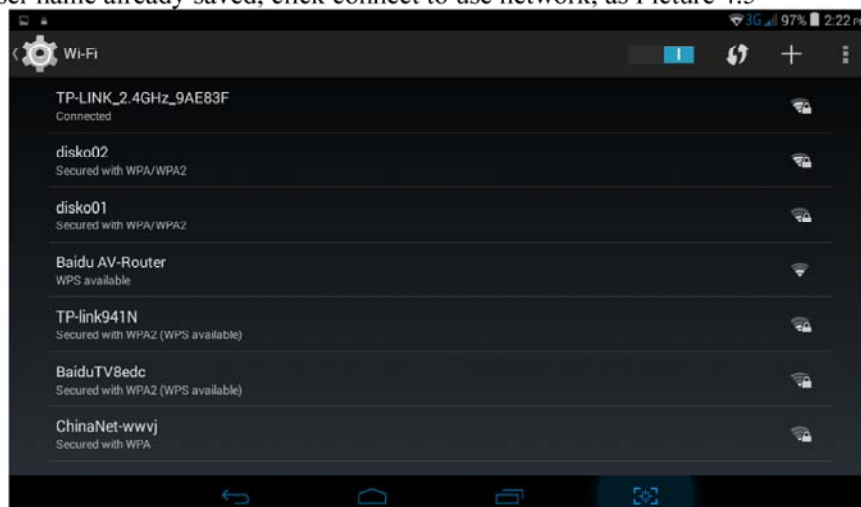 ser name already saved, click connect to use network, as Picture 4.5
3G 97% 2:22 PM
Wi-Fi
TP-LINK_2.4GHz_9AE83F
Connected
disko02
Secured with WPA/WPA2
disko01
Secured with WPA/WPA2
Baidu AV-Router
WPS available
TP-link941N
Secured with WPA2 (WPS available)
BaiduTV8edc
Secured with WPA2 (WPS available)
ChinaNet-wwvj
Secured with WPA